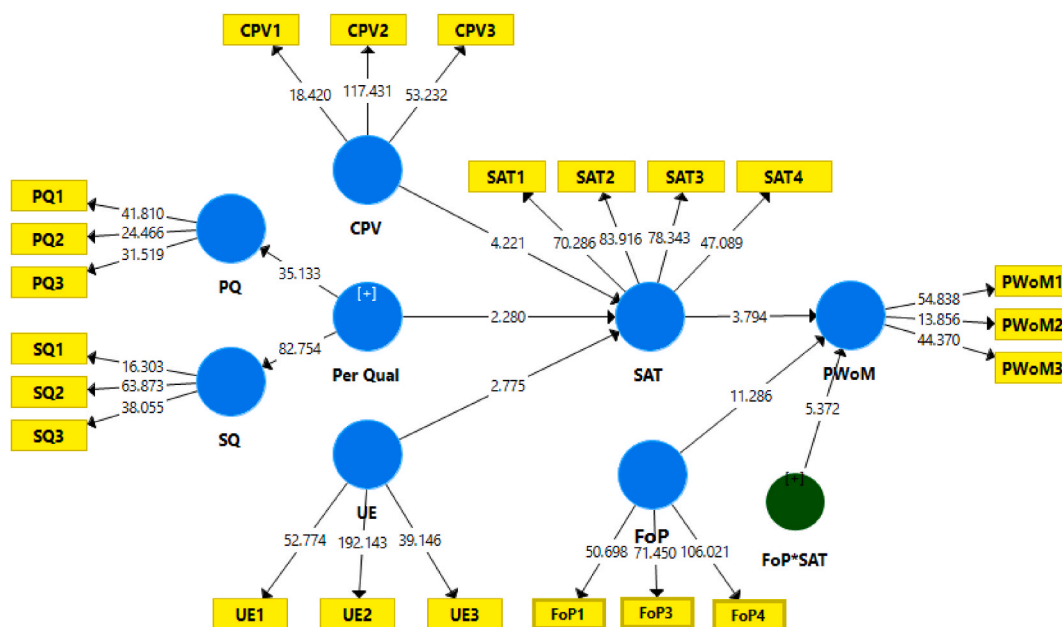 CPV1 CPV2 CPV3
18.420 117.431 53.232
CPV
SAT1 SAT2 SAT3 SAT4
70.286 83.916 78.343 47.089
PQ1
PQ2
PQ3
41.810
24.466
31.519
PQ
35.133
4.221
[+]
Per Qual
2.280
SAT
3.794
PWoM
54.838
13.856
44.370
PWoM1
PWoM2
PWoM3
SQ1
SQ2
SQ3
16.303
63.873
38.055
SQ
82.754
2.775
UE
52.774 192.143 39.146
UE1 UE2 UE3
11.286
5.372
FoP
50.698 71.450 106.021
FoP1 FoP3 FoP4
[+]
FoP*SAT